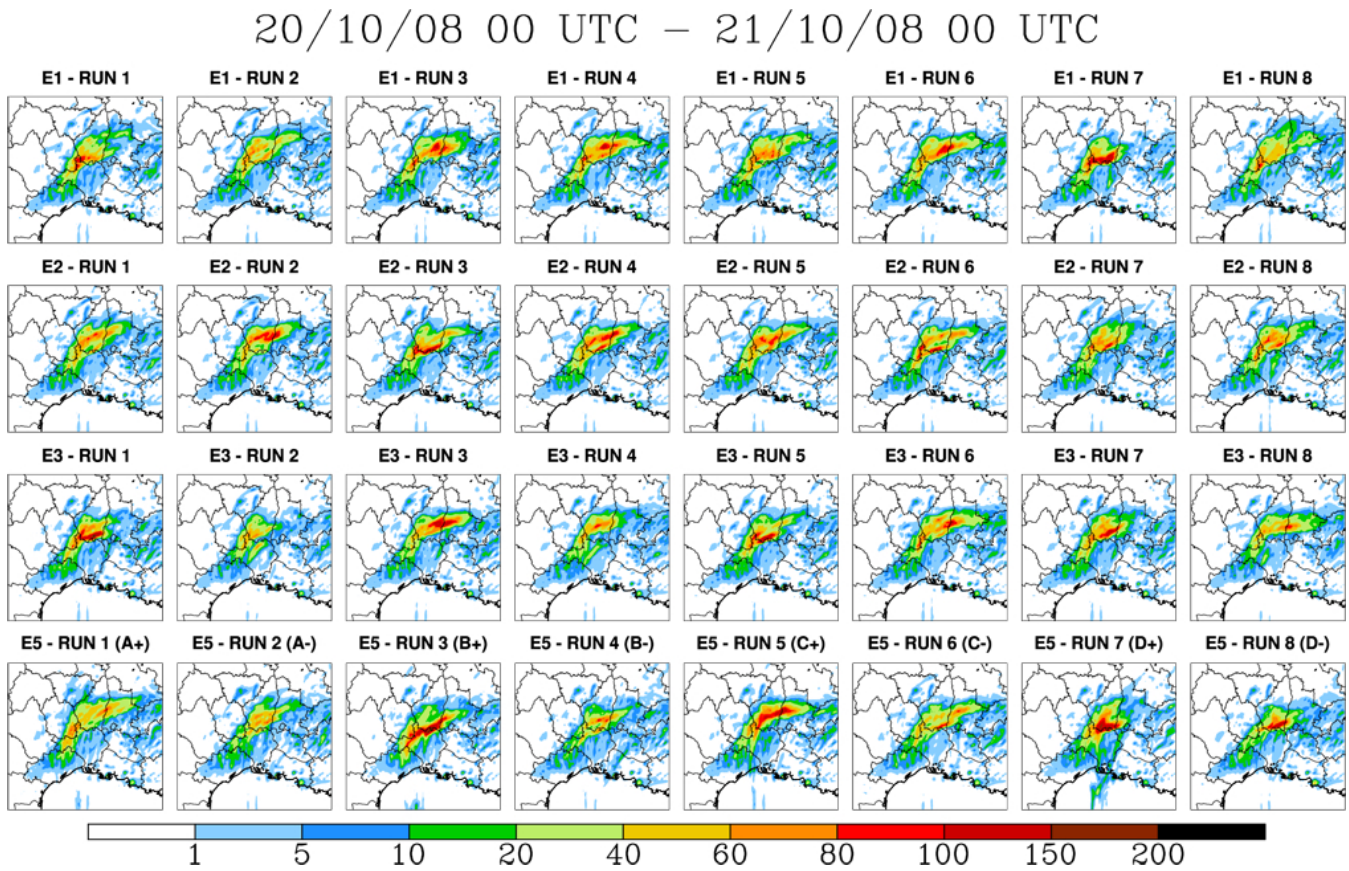 20/10/08 00 UTC – 21/10/08 00 UTC
E1 - RUN 1 E1 - RUN 2 E1 - RUN 3 E1 - RUN 4 E1 - RUN 5 E1 - RUN 6 E1 - RUN 7 E1 - RUN 8
E2 - RUN 1 E2 - RUN 2 E2 - RUN 3 E2 - RUN 4 E2 - RUN 5 E2 - RUN 6 E2 - RUN 7 E2 - RUN 8
E3 - RUN 1 E3 - RUN 2 E3 - RUN 3 E3 - RUN 4 E3 - RUN 5 E3 - RUN 6 E3 - RUN 7 E3 - RUN 8
E5 - RUN 1 (A+) E5 - RUN 2 (A-) E5 - RUN 3 (B+) E5 - RUN 4 (B-) E5 - RUN 5 (C+) E5 - RUN 6 (C-) E5 - RUN 7 (D+) E5 - RUN 8 (D-)
1 5 10 20 40 60 80 100 150 200